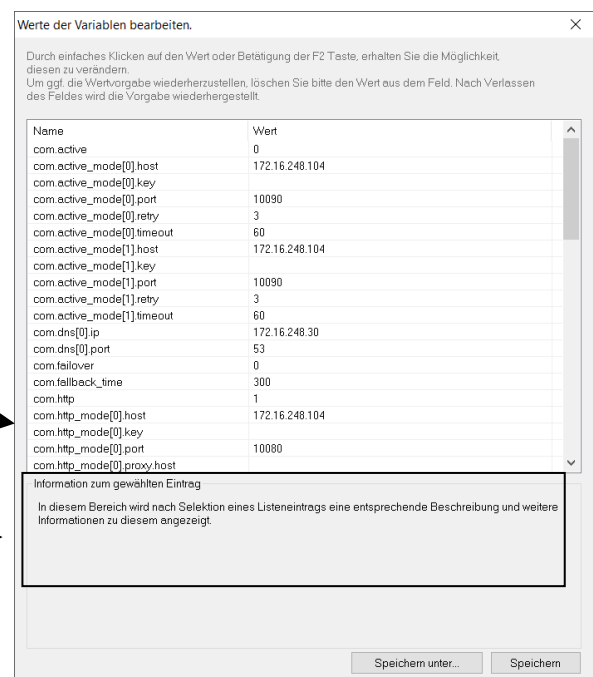 Werte der Variablen bearbeiten.
Durch einfaches Klicken auf den Wert oder Betätigung der F2 Taste, erhalten Sie die Möglichkeit,
diesen zu verändern.
Um ggf. die Wertvorgabe wiederherzustellen, löschen Sie bitte den Wert aus dem Feld. Nach Verlassen
des Feldes wird die Vorgabe wiederhergestellt.
Name Wert
com.active 0
com.active_mode[0].host 172.16.248.104
com.active_mode[0].key
com.active_mode[0].port 10090
com.active_mode[0].retry 3
com.active_mode[0].timeout 60
com.active_mode[1].host 172.16.248.104
com.active_mode[1].key
com.active_mode[1].port 10090
com.active_mode[1].retry 3
com.active_mode[1].timeout 60
com.dns[0].ip 172.16.248.30
com.dns[0].port 53
com.failover 0
com.fallback_time 300
com.http 1
com.http_mode[0].host 172.16.248.104
com.http_mode[0].key
com.http_mode[0].port 10080
com.http_mode[0].proxy.host
Information zum gewählten Eintrag
In diesem Bereich wird nach Selektion eines Listeneintrags eine entsprechende Beschreibung und weitere
Informationen zu diesem angezeigt.
Speichern unter... Speichern